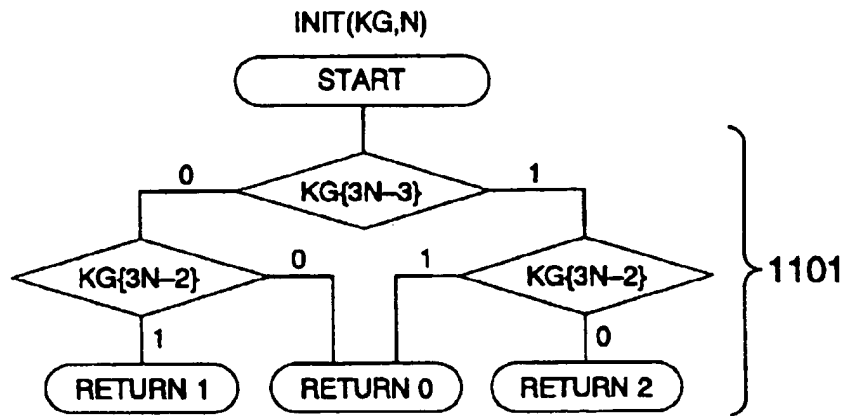 INIT(KG,N)
START
0
1
KG{3N–3}
KG{3N–2}
0
1
KG{3N–2}
1101
1
0
RETURN 1
RETURN 0
RETURN 2